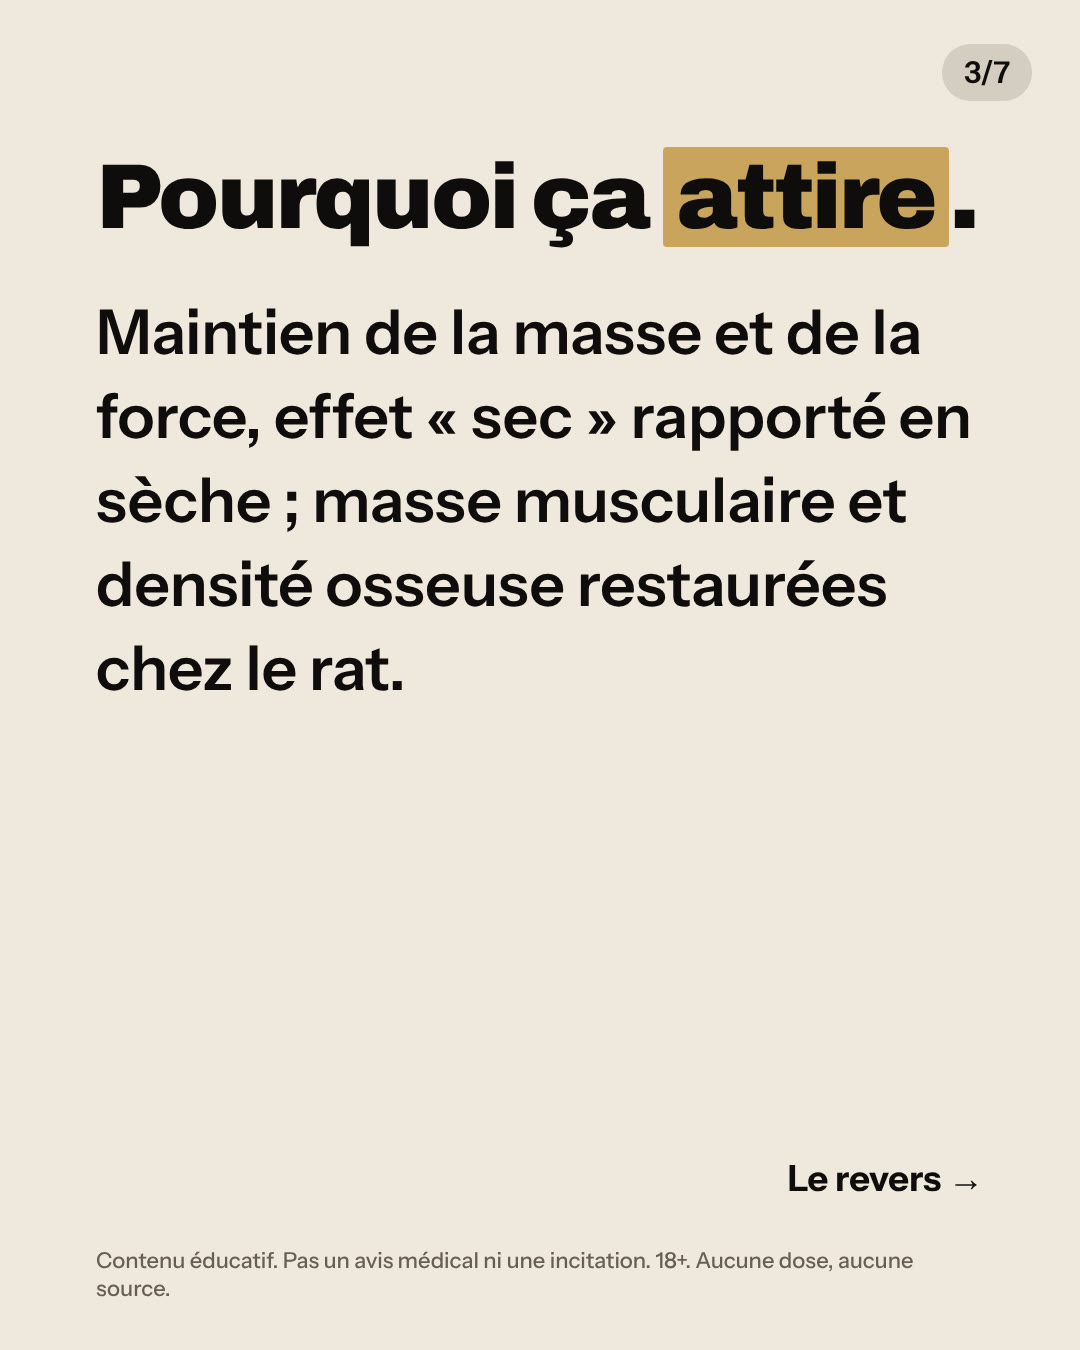 3/7
Pourquoi ça attire.
Maintien de la masse et de la
force, effet « sec » rapporté en
sèche ; masse musculaire et
densité osseuse restaurées
chez le rat.
Le revers →
Contenu éducatif. Pas un avis médical ni une incitation. 18+. Aucune dose, aucune
source.